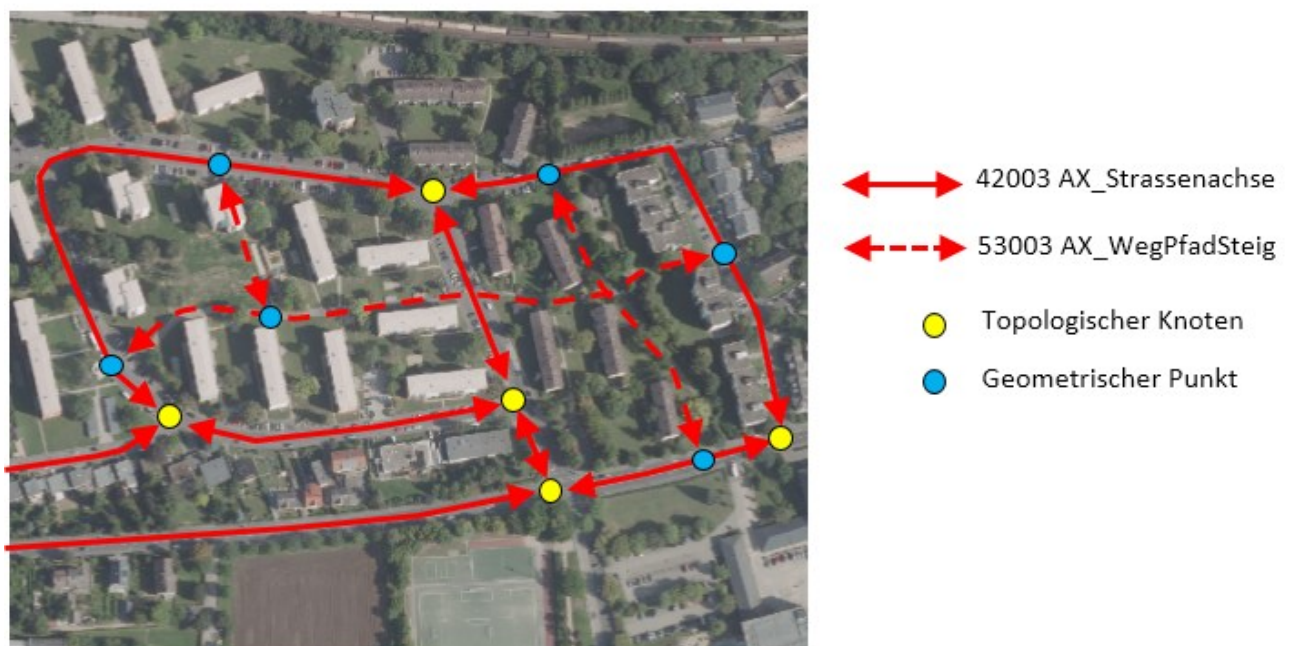 42003 AX_Strassenachse
53003 AX_WegPfadSteig
Topologischer Knoten
Geometrischer Punkt